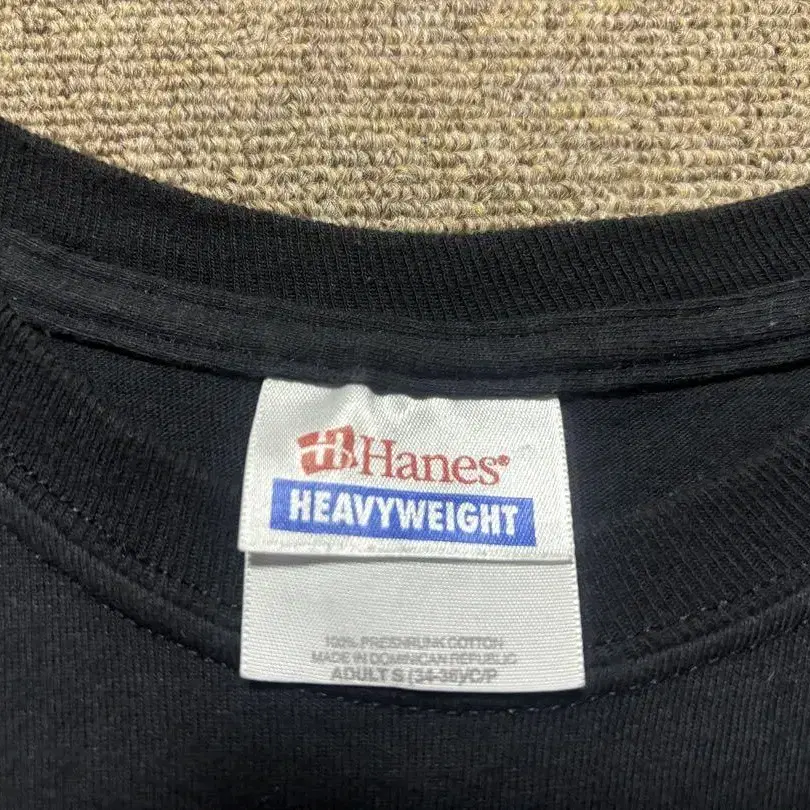 Hanes®
HEAVYWEIGHT
100% PRESHRUNK COTTON
MADE IN DOMINICAN REPUBLIC
ADULT S (34-36)/C/P